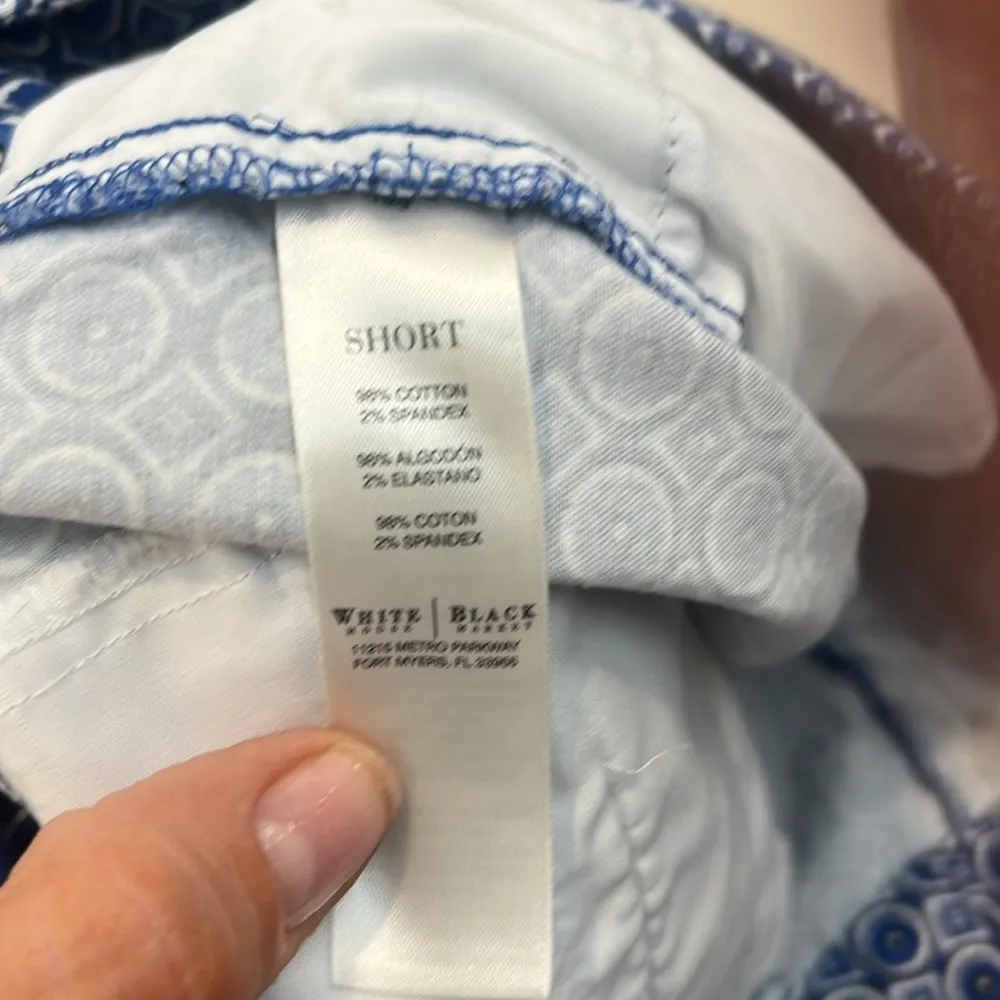 SHORT
98% COTTON
2% SPANDEX
98% ALGODÓN
2% ELASTANO
98% COTON
2% SPANDEX
WHITE | BLACK
HOUSE MARKET
11215 METRO PARKWAY
FORT MYERS, FL 33966